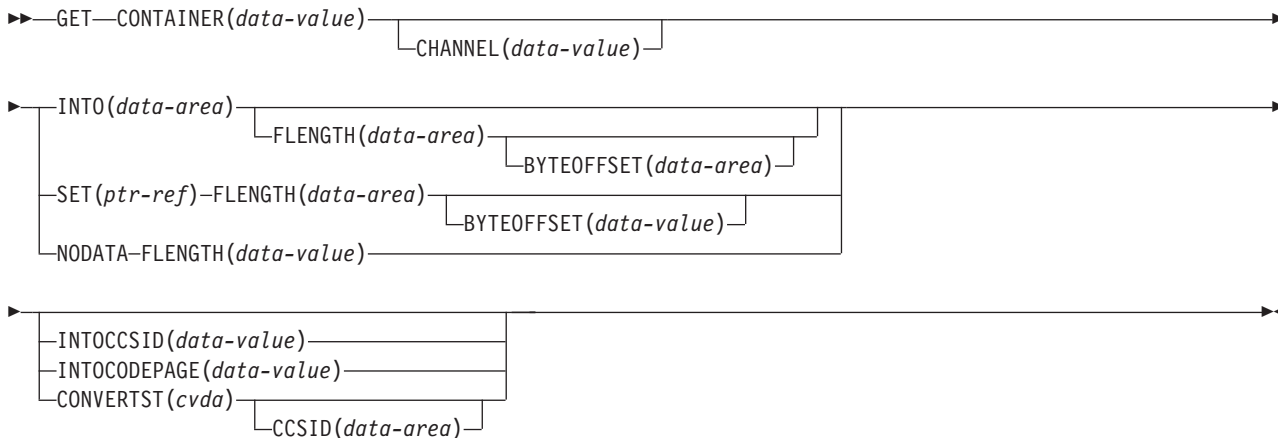 GET CONTAINER(data-value)
CHANNEL(data-value)
INTO(data-area)
FLENGTH(data-area)
BYTEOFFSET(data-area)
SET(ptr-ref) FLENGTH(data-area)
BYTEOFFSET(data-value)
NODATA FLENGTH(data-value)
INTOCCSID(data-value)
INTOCODEPAGE(data-value)
CONVERTST(cvda)
CCSID(data-area)